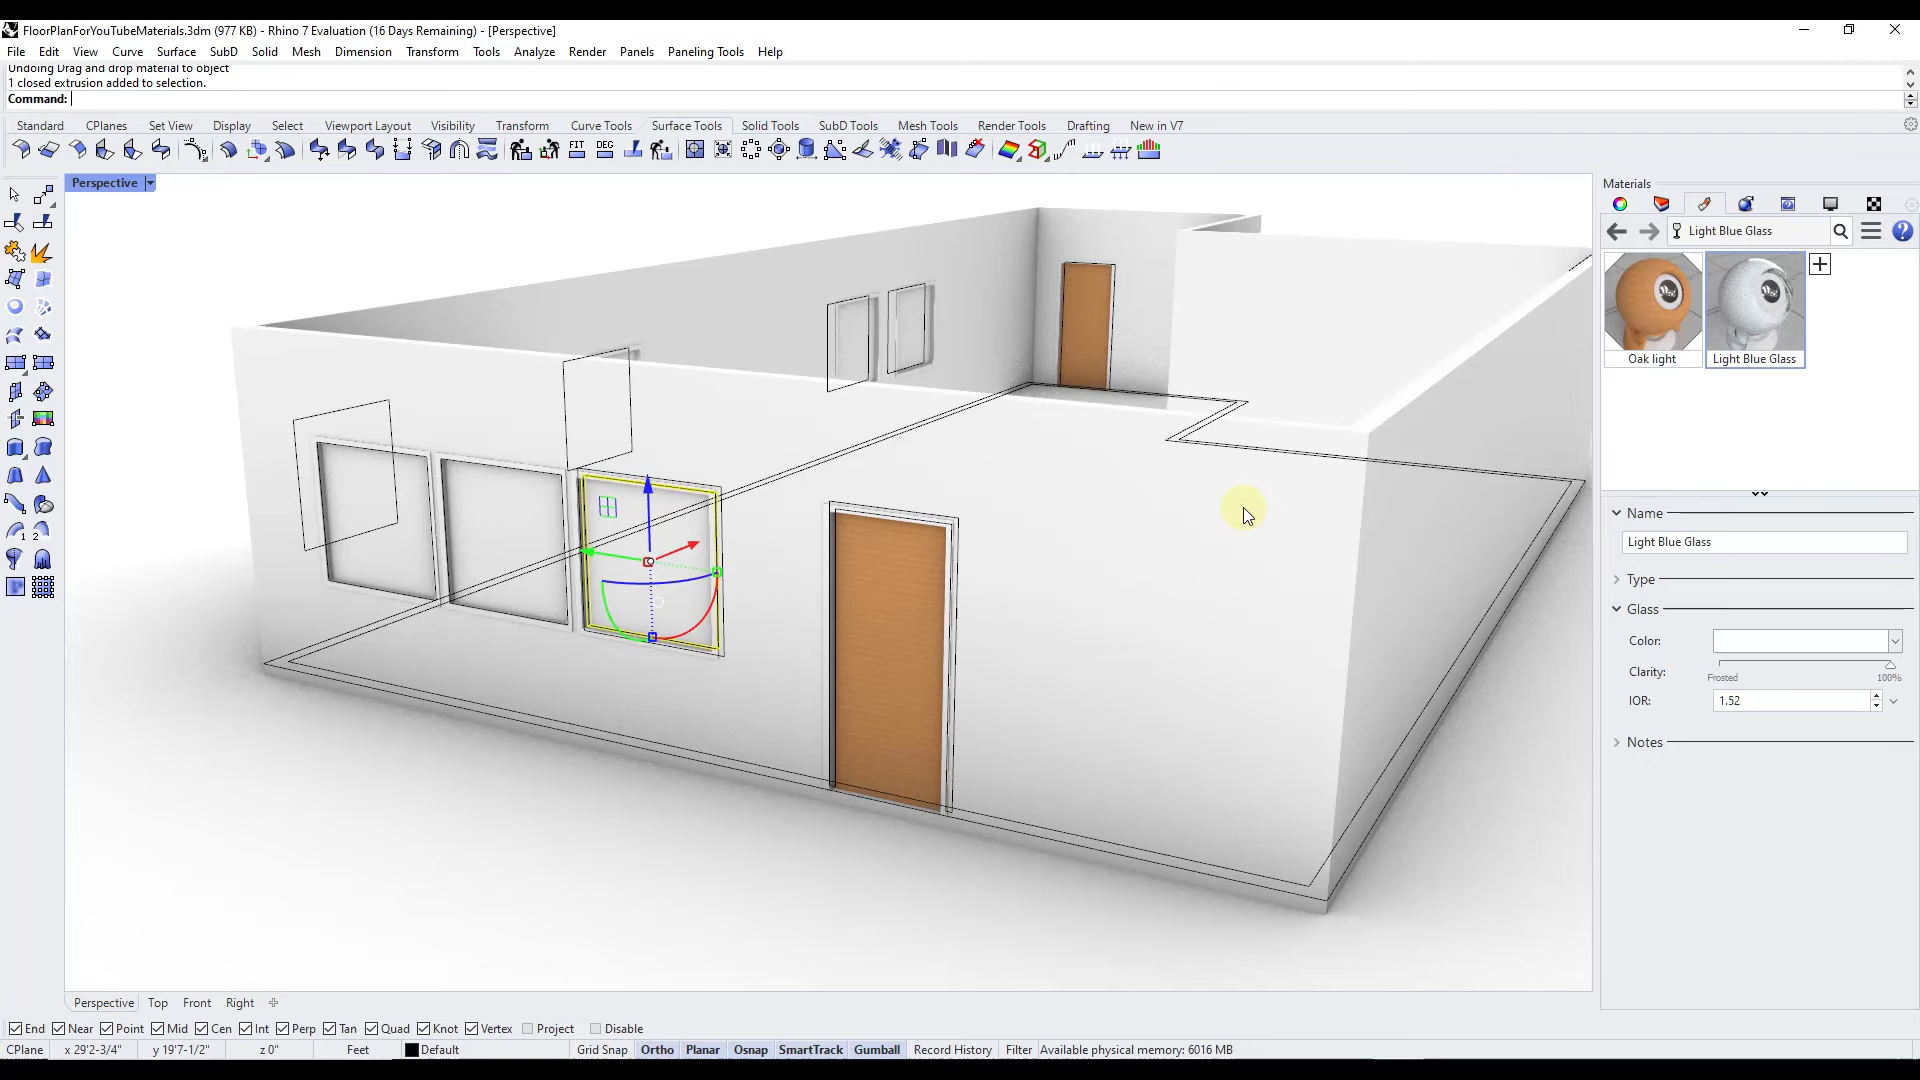 FloorPlanForYouTubeMaterials.3dm (977 KB) - Rhino 7 Evaluation (16 Days Remaining) - [Perspective]
File Edit View Curve Surface SubD Solid Mesh Dimension Transform Tools Analyze Render Panels Paneling Tools Help
Undoing Drag and drop material to object
1 closed extrusion added to selection.
Command:
Standard CPlanes Set View Display Select Viewport Layout Visibility Transform Curve Tools Surface Tools Solid Tools SubD Tools Mesh Tools Render Tools Drafting New in V7
FIT DEG
Perspective
Materials
Light Blue Glass
Oak light Light Blue Glass
Name
Light Blue Glass
Type
Glass
Color:
Clarity:
Frosted 100%
IOR: 1.52
Notes
1 2
Perspective Top Front Right
End Near Point Mid Cen Int Perp Tan Quad Knot Vertex Project Disable
CPlane x 29'2-3/4" y 19'7-1/2" z 0" Feet Default Grid Snap Ortho Planar Osnap SmartTrack Gumball Record History Filter Available physical memory: 6016 MB